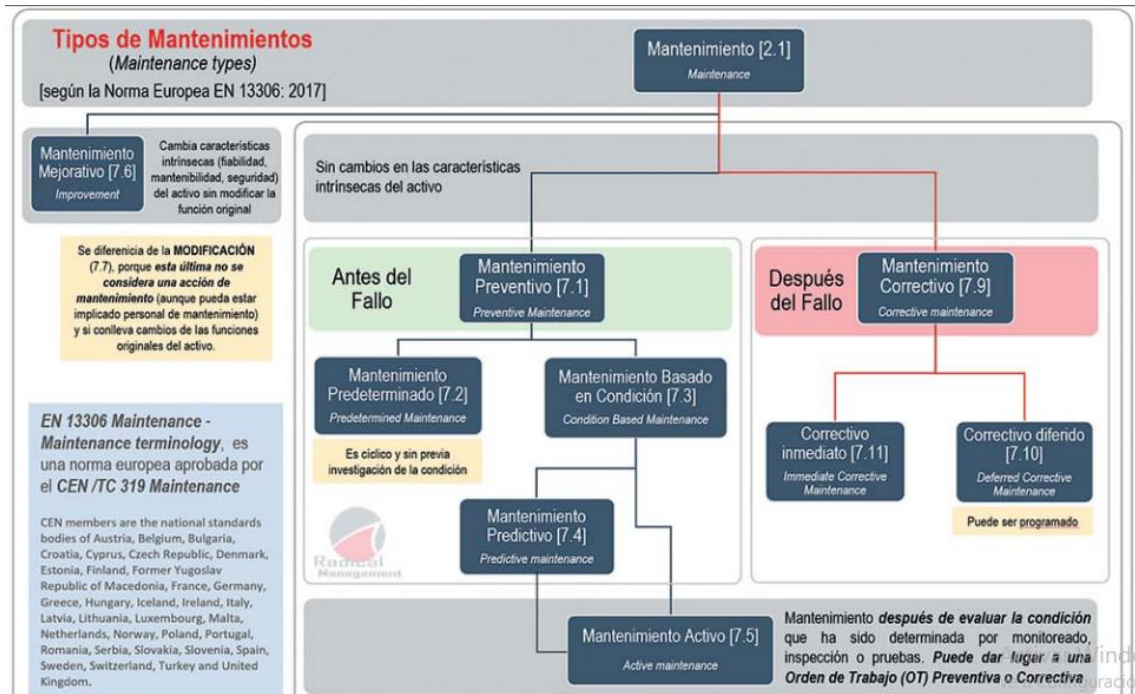 Tipos de Mantenimientos
(Maintenance types)
[según la Norma Europea EN 13306: 2017]
Mantenimiento [2.1]
Maintenance
Mantenimiento
Mejorativo [7.6]
Improvement
Cambia características
intrínsecas (fiabilidad,
mantenibilidad, seguridad)
del activo sin modificar la
función original
Sin cambios en las características
intrínsecas del activo
Se diferencia de la MODIFICACIÓN
(7.7), porque esta última no se
considera una acción de
mantenimiento (aunque pueda estar
implicado personal de mantenimiento)
y si conlleva cambios de las funciones
originales del activo.
Antes del
Fallo
Mantenimiento
Preventivo [7.1]
Preventive Maintenance
Después
del Fallo
Mantenimiento
Correctivo [7.9]
Corrective maintenance
Mantenimiento
Predeterminado [7.2]
Predetermined Maintenance
Es cíclico y sin previa
investigación de la condición
Mantenimiento Basado
en Condición [7.3]
Condition Based Maintenance
Correctivo
inmediato [7.11]
Immediate Corrective
Maintenance
Correctivo diferido
[7.10]
Deferred Corrective
Maintenance
Puede ser programado
EN 13306 Maintenance -
Maintenance terminology, es
una norma europea aprobada por
el CEN /TC 319 Maintenance
CEN members are the national standards
bodies of Austria, Belgium, Bulgaria,
Croatia, Cyprus, Czech Republic, Denmark,
Estonia, Finland, Former Yugoslav
Republic of Macedonia, France, Germany,
Greece, Hungary, Iceland, Ireland, Italy,
Latvia, Lithuania, Luxembourg, Malta,
Netherlands, Norway, Poland, Portugal,
Romania, Serbia, Slovakia, Slovenia, Spain,
Sweden, Switzerland, Turkey and United
Kingdom.
Radical
Management
Mantenimiento
Predictivo [7.4]
Predictive maintenance
Mantenimiento Activo [7.5]
Active maintenance
Mantenimiento después de evaluar la condición
que ha sido determinada por monitoreado,
inspección o pruebas. Puede dar lugar a una
Orden de Trabajo (OT) Preventiva o Correctiva